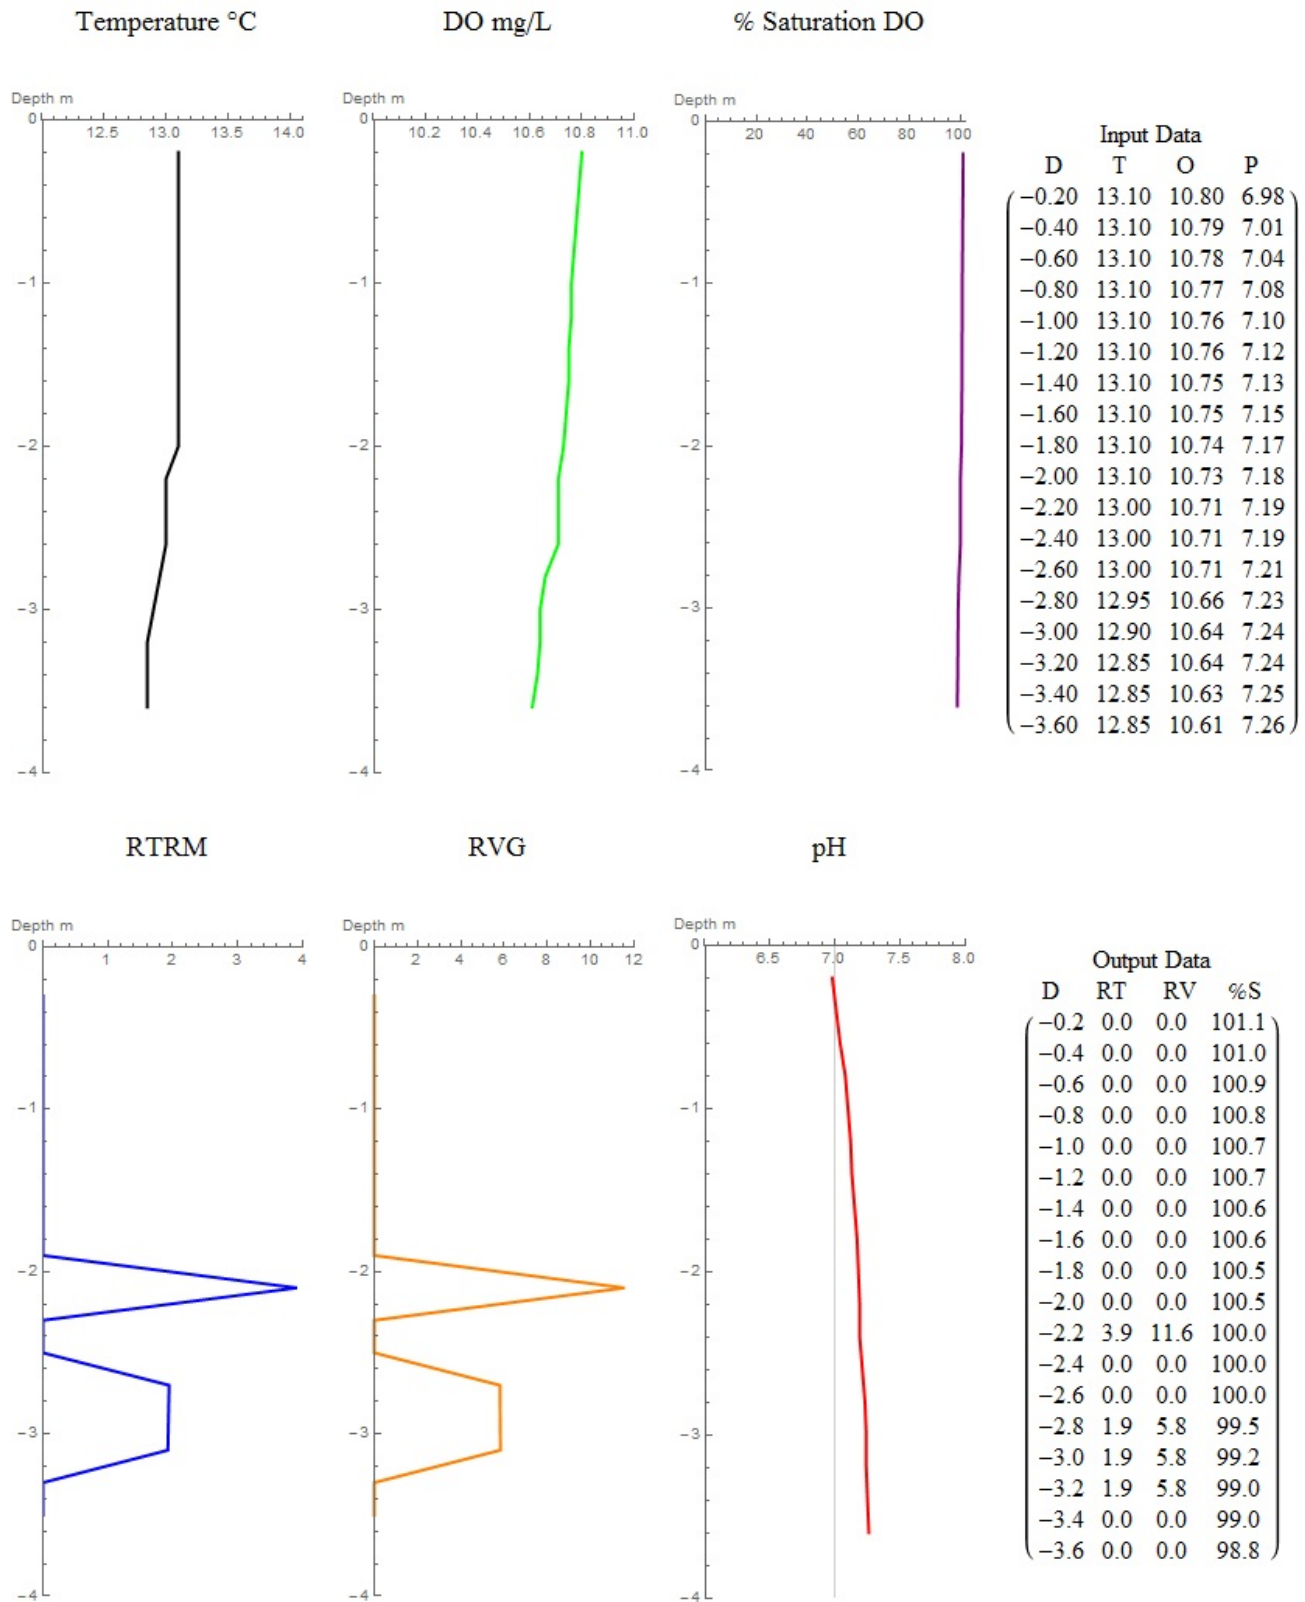 Temperature °C
DO mg/L
% Saturation DO
Depth m
0
12.5 13.0 13.5 14.0
−1
−2
−3
−4
Depth m
0
10.2 10.4 10.6 10.8 11.0
−1
−2
−3
−4
Depth m
0
20 40 60 80 100
−1
−2
−3
−4
Input Data
D T O P
−0.20 13.10 10.80 6.98
−0.40 13.10 10.79 7.01
−0.60 13.10 10.78 7.04
−0.80 13.10 10.77 7.08
−1.00 13.10 10.76 7.10
−1.20 13.10 10.76 7.12
−1.40 13.10 10.75 7.13
−1.60 13.10 10.75 7.15
−1.80 13.10 10.74 7.17
−2.00 13.10 10.73 7.18
−2.20 13.00 10.71 7.19
−2.40 13.00 10.71 7.19
−2.60 13.00 10.71 7.21
−2.80 12.95 10.66 7.23
−3.00 12.90 10.64 7.24
−3.20 12.85 10.64 7.24
−3.40 12.85 10.63 7.25
−3.60 12.85 10.61 7.26
RTRM
RVG
pH
Depth m
0
1 2 3 4
−1
−2
−3
−4
Depth m
0
2 4 6 8 10 12
−1
−2
−3
−4
Depth m
0
6.5 7.0 7.5 8.0
−1
−2
−3
−4
Output Data
D RT RV %S
−0.2 0.0 0.0 101.1
−0.4 0.0 0.0 101.0
−0.6 0.0 0.0 100.9
−0.8 0.0 0.0 100.8
−1.0 0.0 0.0 100.7
−1.2 0.0 0.0 100.7
−1.4 0.0 0.0 100.6
−1.6 0.0 0.0 100.6
−1.8 0.0 0.0 100.5
−2.0 0.0 0.0 100.5
−2.2 3.9 11.6 100.0
−2.4 0.0 0.0 100.0
−2.6 0.0 0.0 100.0
−2.8 1.9 5.8 99.5
−3.0 1.9 5.8 99.2
−3.2 1.9 5.8 99.0
−3.4 0.0 0.0 99.0
−3.6 0.0 0.0 98.8